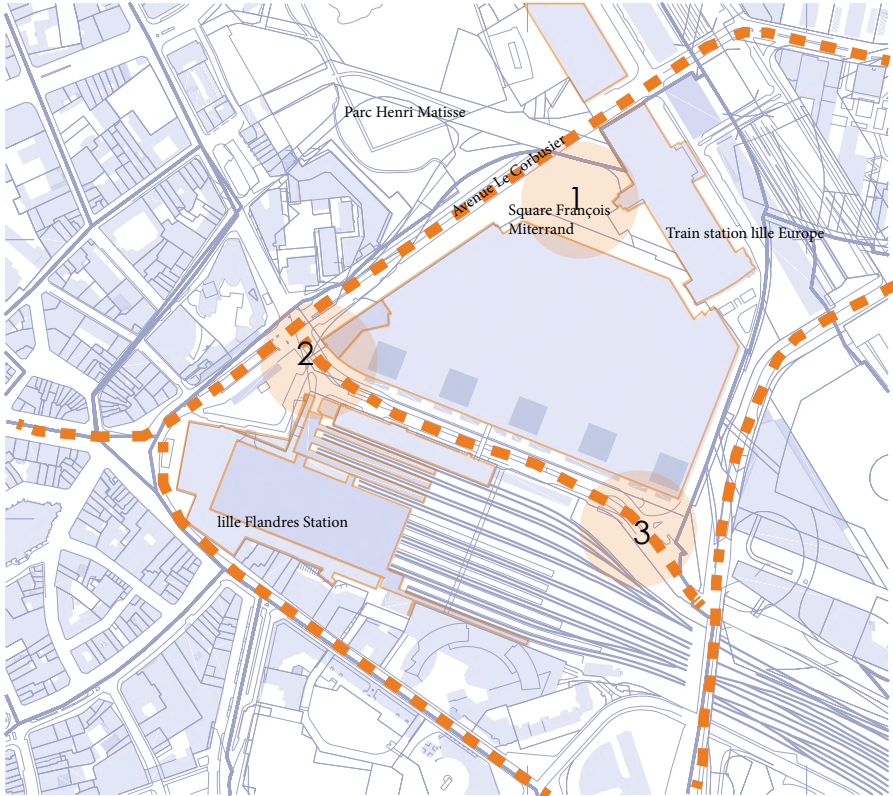 Parc Henri Matisse
Avenue Le Corbusier
1
Square François
Miterrand
Train station lille Europe
2
lille Flandres Station
3